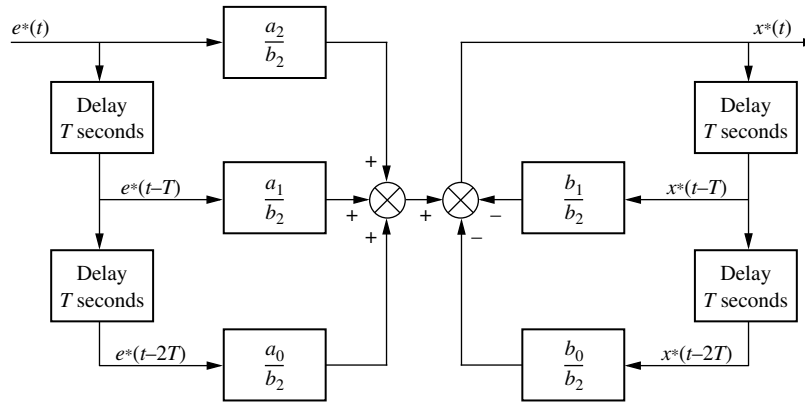 e*(t)
a₂
b₂
x*(t)
Delay
T seconds
+
Delay
T seconds
e*(t–T)
a₁
b₂
+
+
+
–
b₁
b₂
x*(t–T)
–
Delay
T seconds
Delay
T seconds
e*(t–2T)
a₀
b₂
b₀
b₂
x*(t–2T)